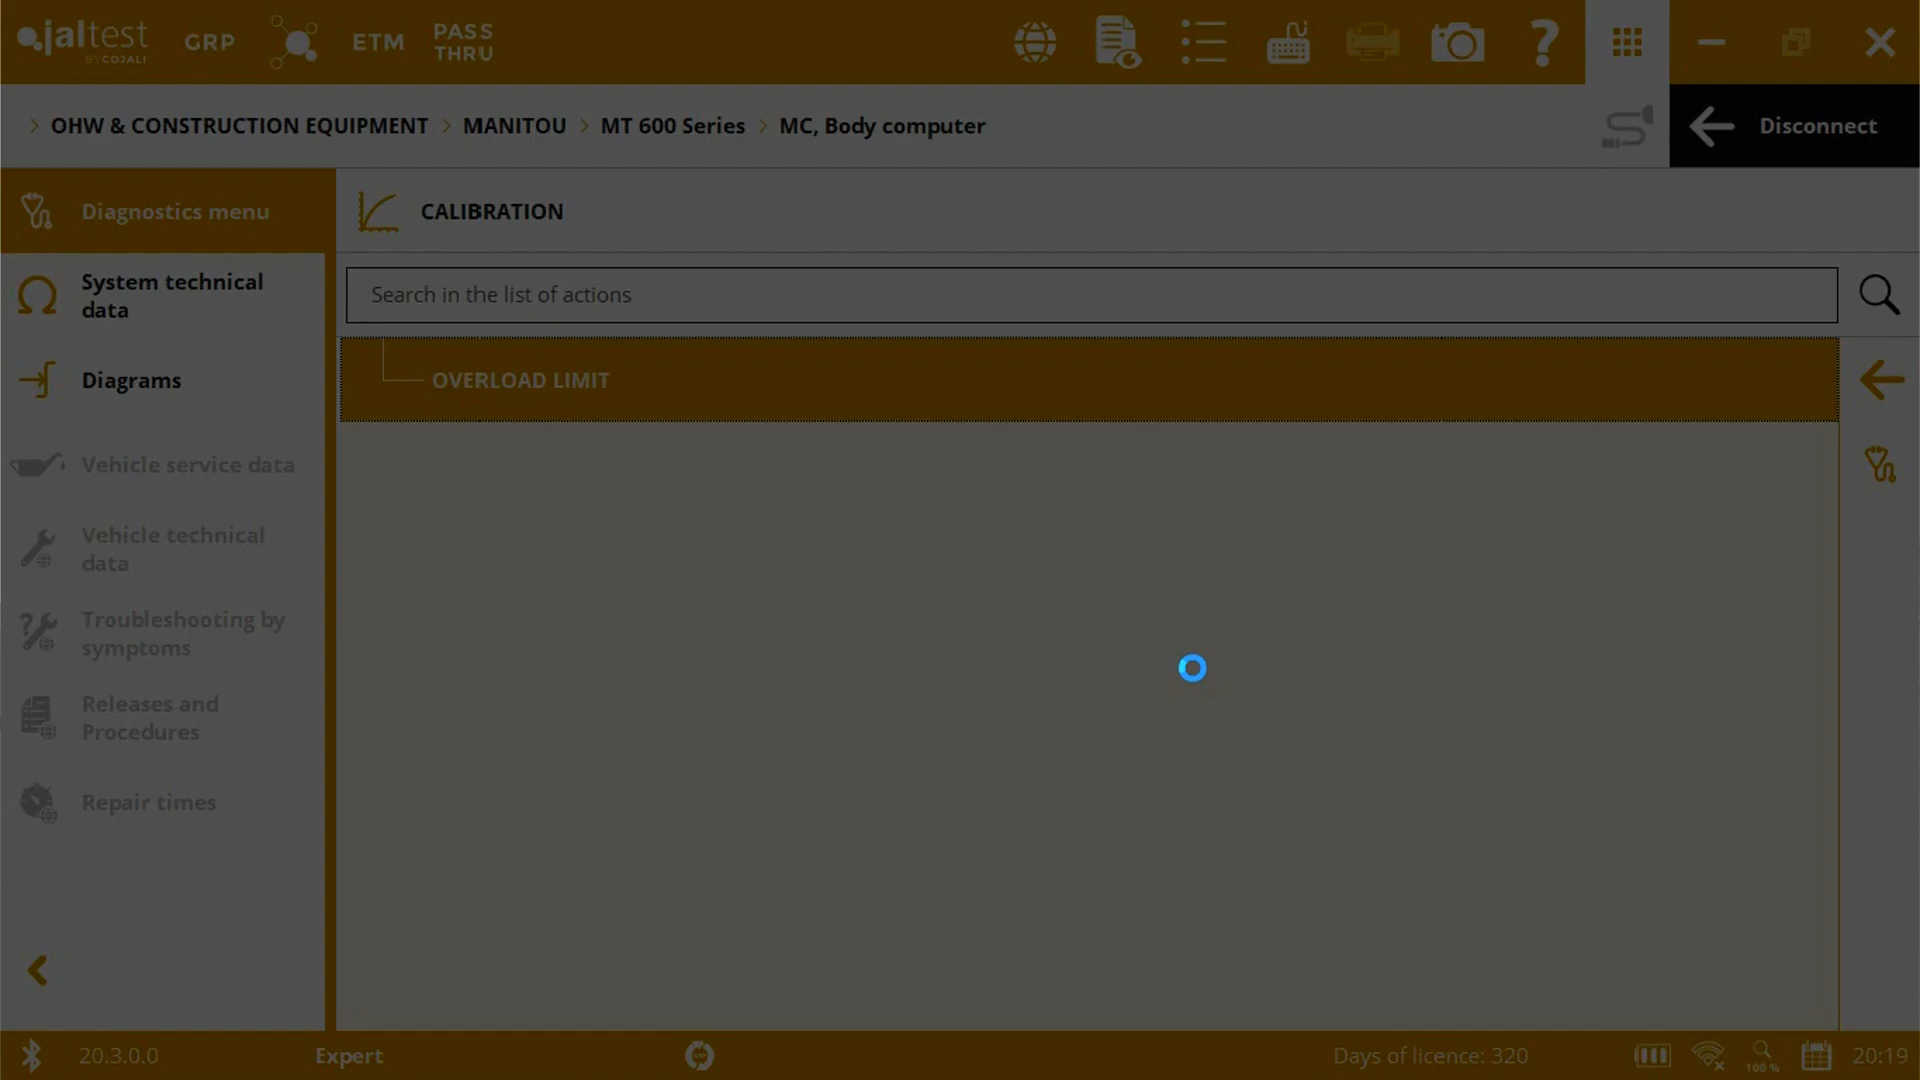 jaltest
BY COJALI
GRP
ETM
PASS
THRU
OHW & CONSTRUCTION EQUIPMENT
MANITOU
MT 600 Series
MC, Body computer
Disconnect
Diagnostics menu
CALIBRATION
System technical
data
Search in the list of actions
Diagrams
OVERLOAD LIMIT
Vehicle service data
Vehicle technical
data
Troubleshooting by
symptoms
Releases and
Procedures
Repair times
20.3.0.0
Expert
Days of licence: 320
100 %
20:19